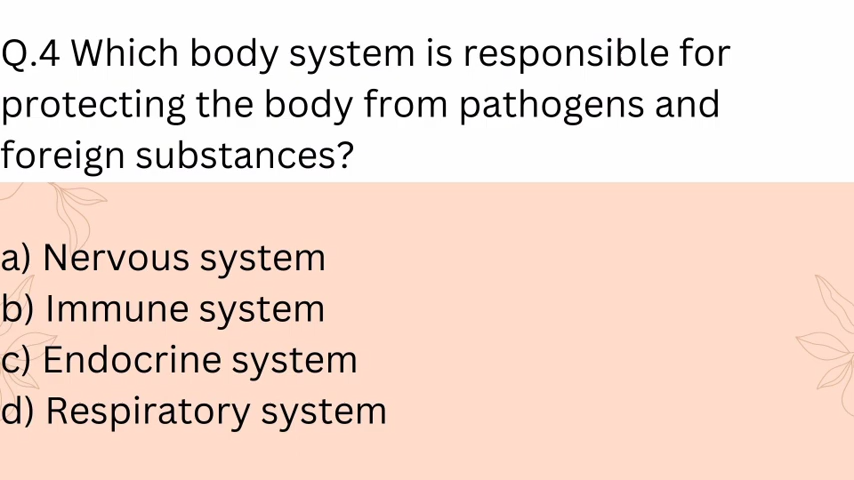 Q.4 Which body system is responsible for
protecting the body from pathogens and
foreign substances?
a) Nervous system
b) Immune system
c) Endocrine system
d) Respiratory system